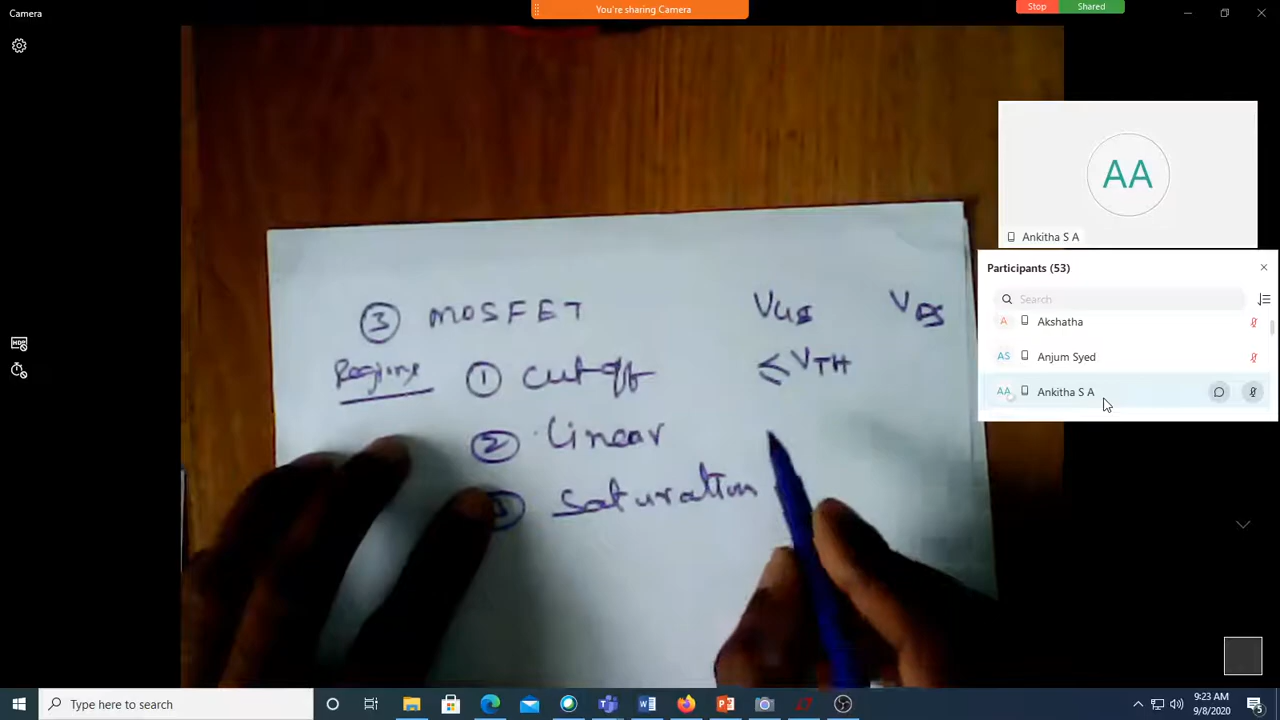 Camera
You're sharing Camera
Stop
Shared
AA
Ankitha S A
Participants (53)
Search
A Akshatha
AS Anjum Syed
AA Ankitha S A
③ MOSFET VGS VDS
Regions ① Cutoff ≤ VTH
② Linear
③ Saturation
Type here to search
9:23 AM
9/8/2020